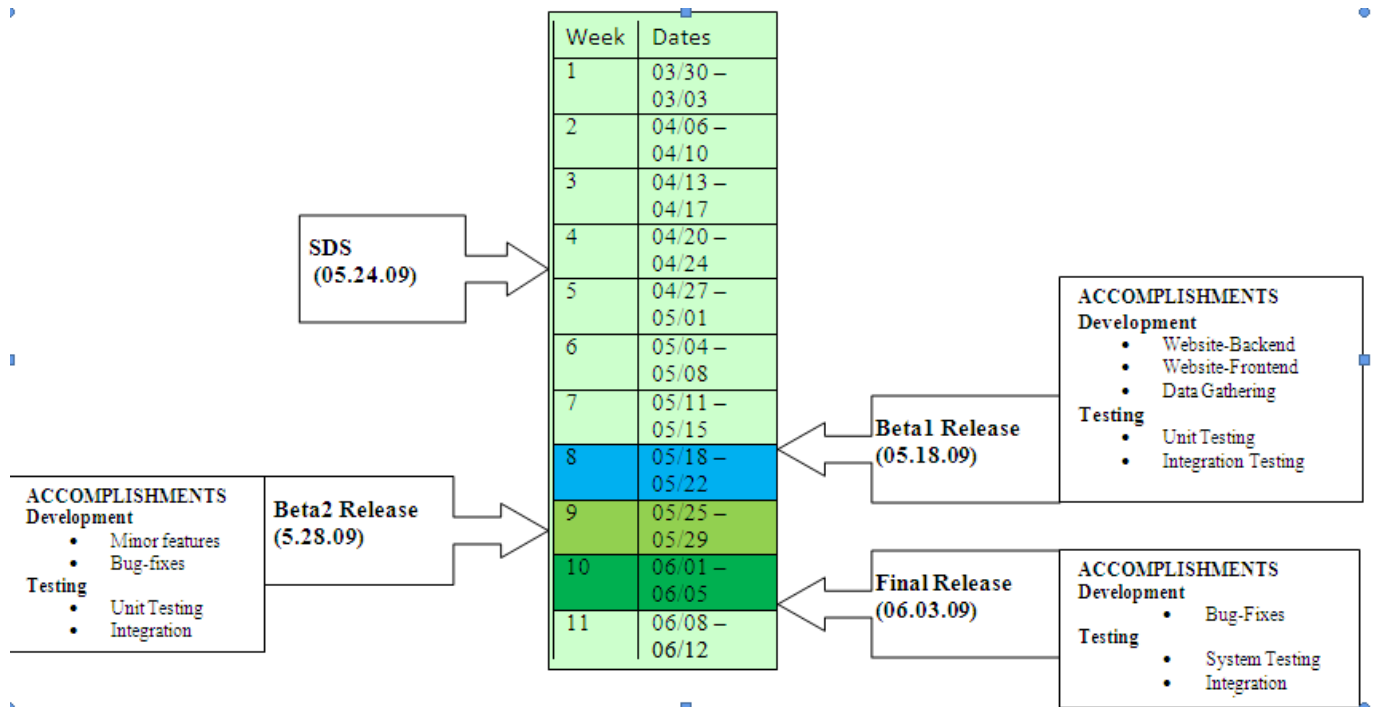 Week Dates
1 03/30 –
03/03
2 04/06 –
04/10
3 04/13 –
04/17
4 04/20 –
04/24
5 04/27 –
05/01
6 05/04 –
05/08
7 05/11 –
05/15
8 05/18 –
05/22
9 05/25 –
05/29
10 06/01 –
06/05
11 06/08 –
06/12
SDS
(05.24.09)
Beta1 Release
(05.18.09)
ACCOMPLISHMENTS
Development
• Website-Backend
• Website-Frontend
• Data Gathering
Testing
• Unit Testing
• Integration Testing
ACCOMPLISHMENTS
Development
• Minor features
• Bug-fixes
Testing
• Unit Testing
• Integration
Beta2 Release
(5.28.09)
Final Release
(06.03.09)
ACCOMPLISHMENTS
Development
• Bug-Fixes
Testing
• System Testing
• Integration